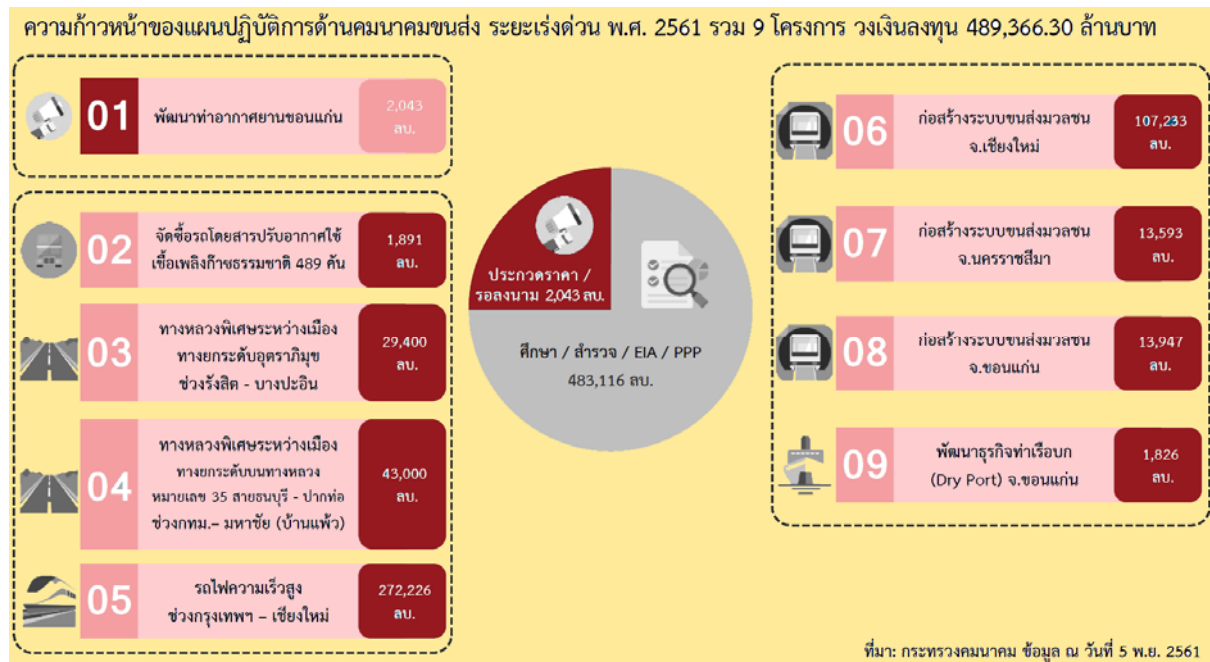 ความก้าวหน้าของแผนปฏิบัติการด้านคมนาคมขนส่ง ระยะเร่งด่วน พ.ศ. 2561 รวม 9 โครงการ วงเงินลงทุน 489,366.30 ล้านบาท
01
พัฒนาท่าอากาศยานขอนแก่น
2,043
ลบ.
02
จัดซื้อรถโดยสารปรับอากาศใช้
เชื้อเพลิงก๊าซธรรมชาติ 489 คัน
1,891
ลบ.
03
ทางหลวงพิเศษระหว่างเมือง
ทางยกระดับอุตราภิมุข
ช่วงรังสิต - บางปะอิน
29,400
ลบ.
04
ทางหลวงพิเศษระหว่างเมือง
ทางยกระดับบนทางหลวง
หมายเลข 35 สายธนบุรี - ปากท่อ
ช่วงกทม.– มหาชัย (บ้านแพ้ว)
43,000
ลบ.
05
รถไฟความเร็วสูง
ช่วงกรุงเทพฯ – เชียงใหม่
272,226
ลบ.
ประกวดราคา /
รอลงนาม 2,043 ลบ.
ศึกษา / สำรวจ / EIA / PPP
483,116 ลบ.
06
ก่อสร้างระบบขนส่งมวลชน
จ.เชียงใหม่
107,233
ลบ.
07
ก่อสร้างระบบขนส่งมวลชน
จ.นครราชสีมา
13,593
ลบ.
08
ก่อสร้างระบบขนส่งมวลชน
จ.ขอนแก่น
13,947
ลบ.
09
พัฒนาธุรกิจท่าเรือบก
(Dry Port) จ.ขอนแก่น
1,826
ลบ.
ที่มา: กระทรวงคมนาคม ข้อมูล ณ วันที่ 5 พ.ย. 2561